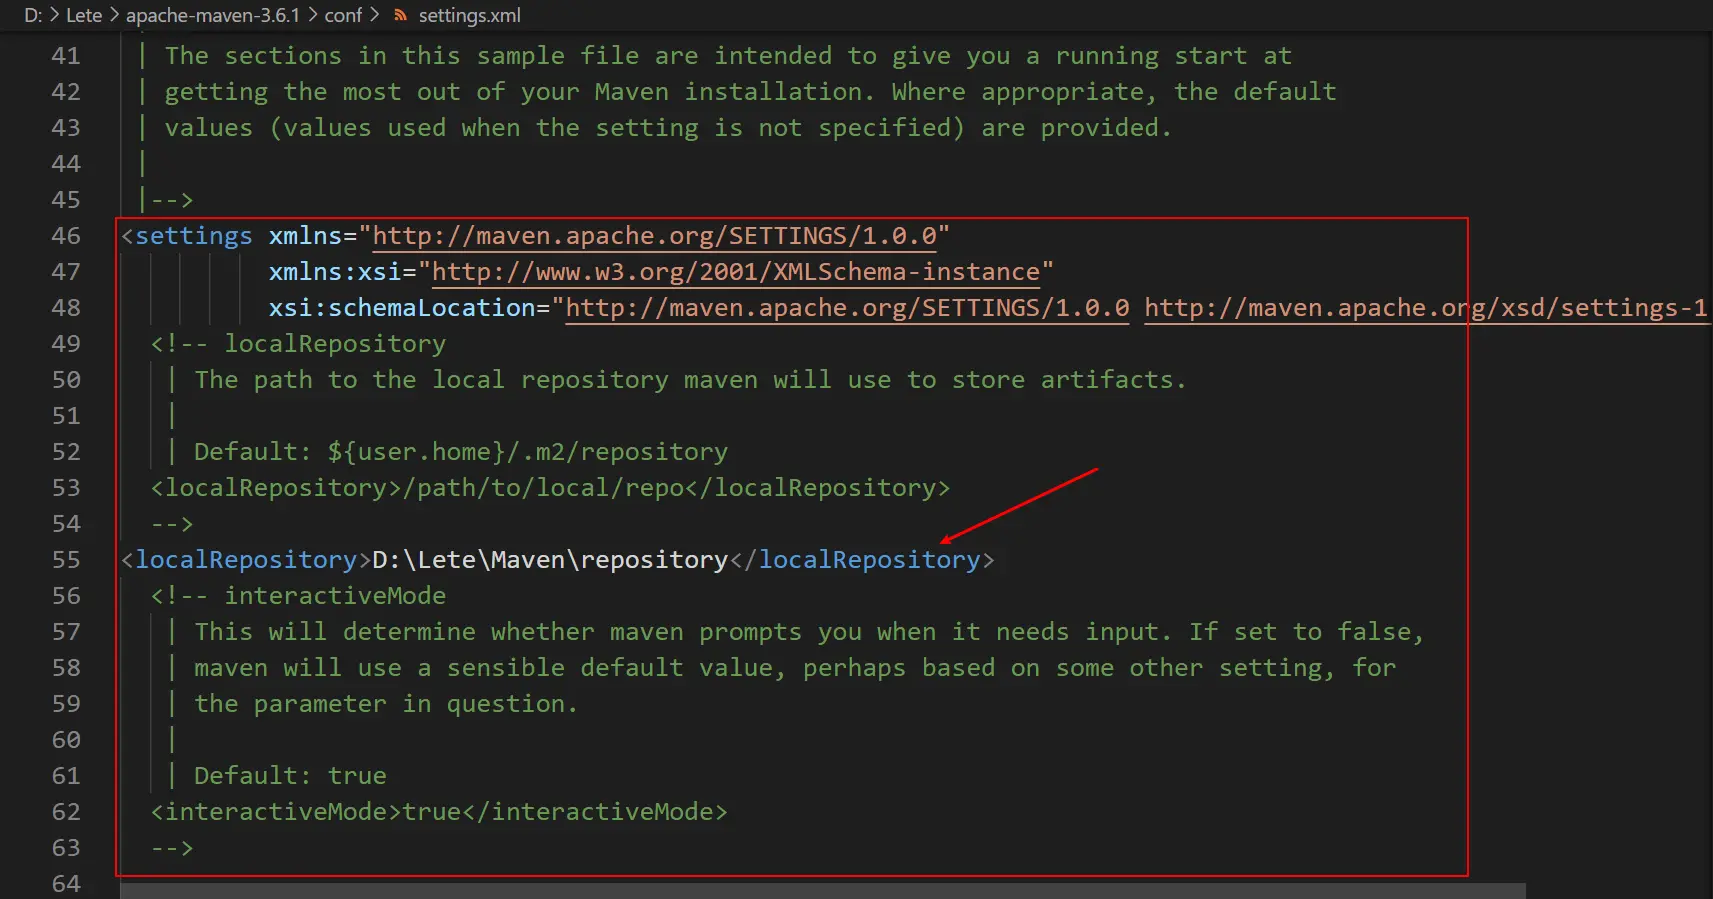 D: > Lete > apache-maven-3.6.1 > conf > settings.xml
41 | The sections in this sample file are intended to give you a running start at
42 | getting the most out of your Maven installation. Where appropriate, the default
43 | values (values used when the setting is not specified) are provided.
44 |
45 |-->
46 <settings xmlns="http://maven.apache.org/SETTINGS/1.0.0"
47 xmlns:xsi="http://www.w3.org/2001/XMLSchema-instance"
48 xsi:schemaLocation="http://maven.apache.org/SETTINGS/1.0.0 http://maven.apache.org/xsd/settings-1
49 <!-- localRepository
50 | The path to the local repository maven will use to store artifacts.
51 |
52 | Default: ${user.home}/.m2/repository
53 <localRepository>/path/to/local/repo</localRepository>
54 -->
55 <localRepository>D:\Lete\Maven\repository</localRepository>
56 <!-- interactiveMode
57 | This will determine whether maven prompts you when it needs input. If set to false,
58 | maven will use a sensible default value, perhaps based on some other setting, for
59 | the parameter in question.
60 |
61 | Default: true
62 <interactiveMode>true</interactiveMode>
63 -->
64